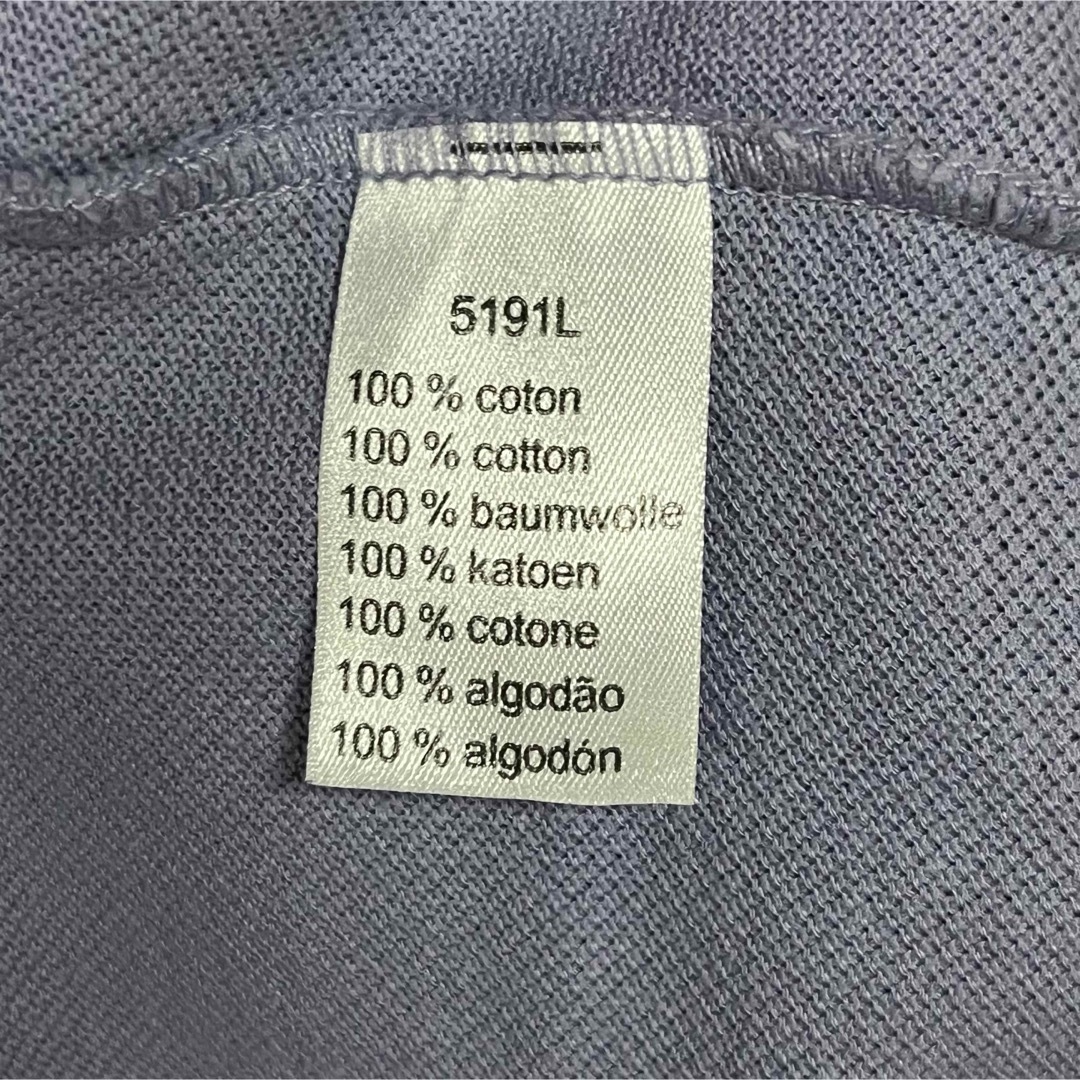 5191L
100 % coton
100 % cotton
100 % baumwolle
100 % katoen
100 % cotone
100 % algodão
100 % algodón